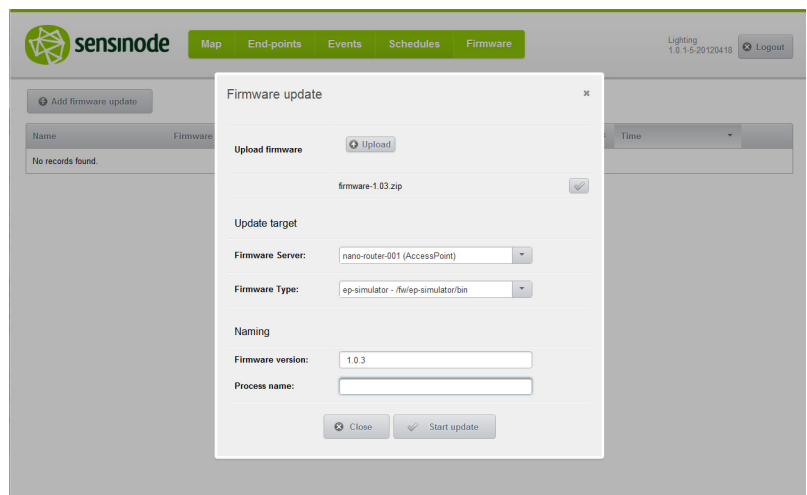 sensinode
Map End-points Events Schedules Firmware
Lighting
1.0.1-5-20120418
Logout
Add firmware update
Name Firmware Time
No records found.
Firmware update
Upload firmware Upload
firmware-1.03.zip
Update target
Firmware Server: nano-router-001 (AccessPoint)
Firmware Type: ep-simulator - /fw/ep-simulator/bin
Naming
Firmware version: 1.0.3
Process name:
Close Start update